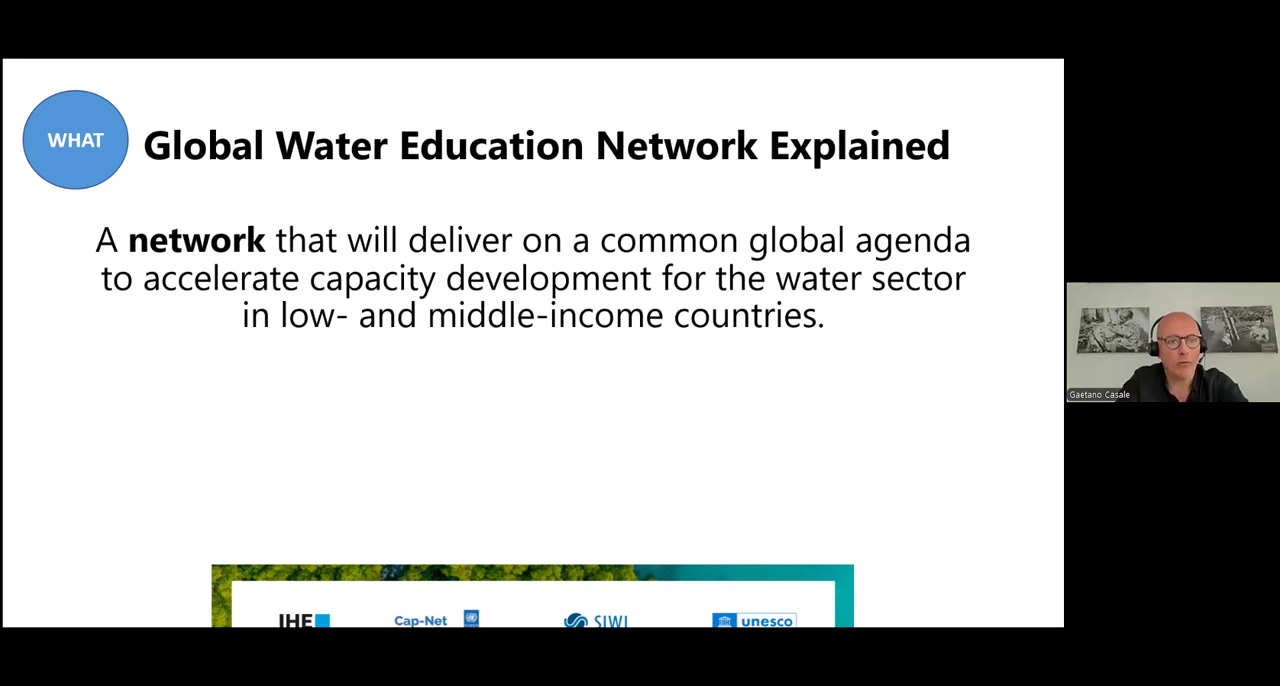 WHAT
Global Water Education Network Explained
A network that will deliver on a common global agenda
to accelerate capacity development for the water sector
in low- and middle-income countries.
Gaetano Casale
IHE
Cap-Net
SIWI
unesco